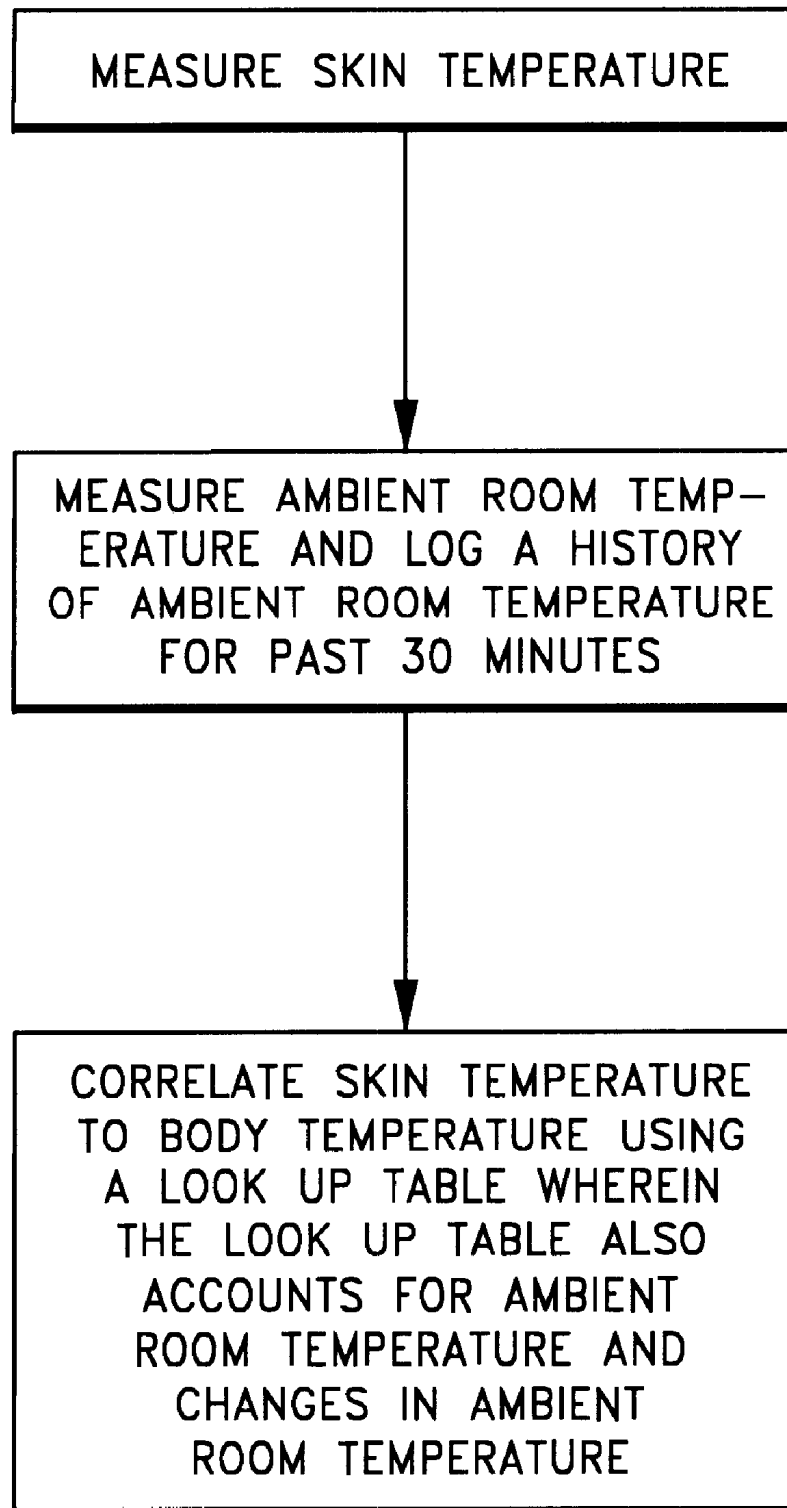 MEASURE SKIN TEMPERATURE
MEASURE AMBIENT ROOM TEMP-
ERATURE AND LOG A HISTORY
OF AMBIENT ROOM TEMPERATURE
FOR PAST 30 MINUTES
CORRELATE SKIN TEMPERATURE
TO BODY TEMPERATURE USING
A LOOK UP TABLE WHEREIN
THE LOOK UP TABLE ALSO
ACCOUNTS FOR AMBIENT
ROOM TEMPERATURE AND
CHANGES IN AMBIENT
ROOM TEMPERATURE